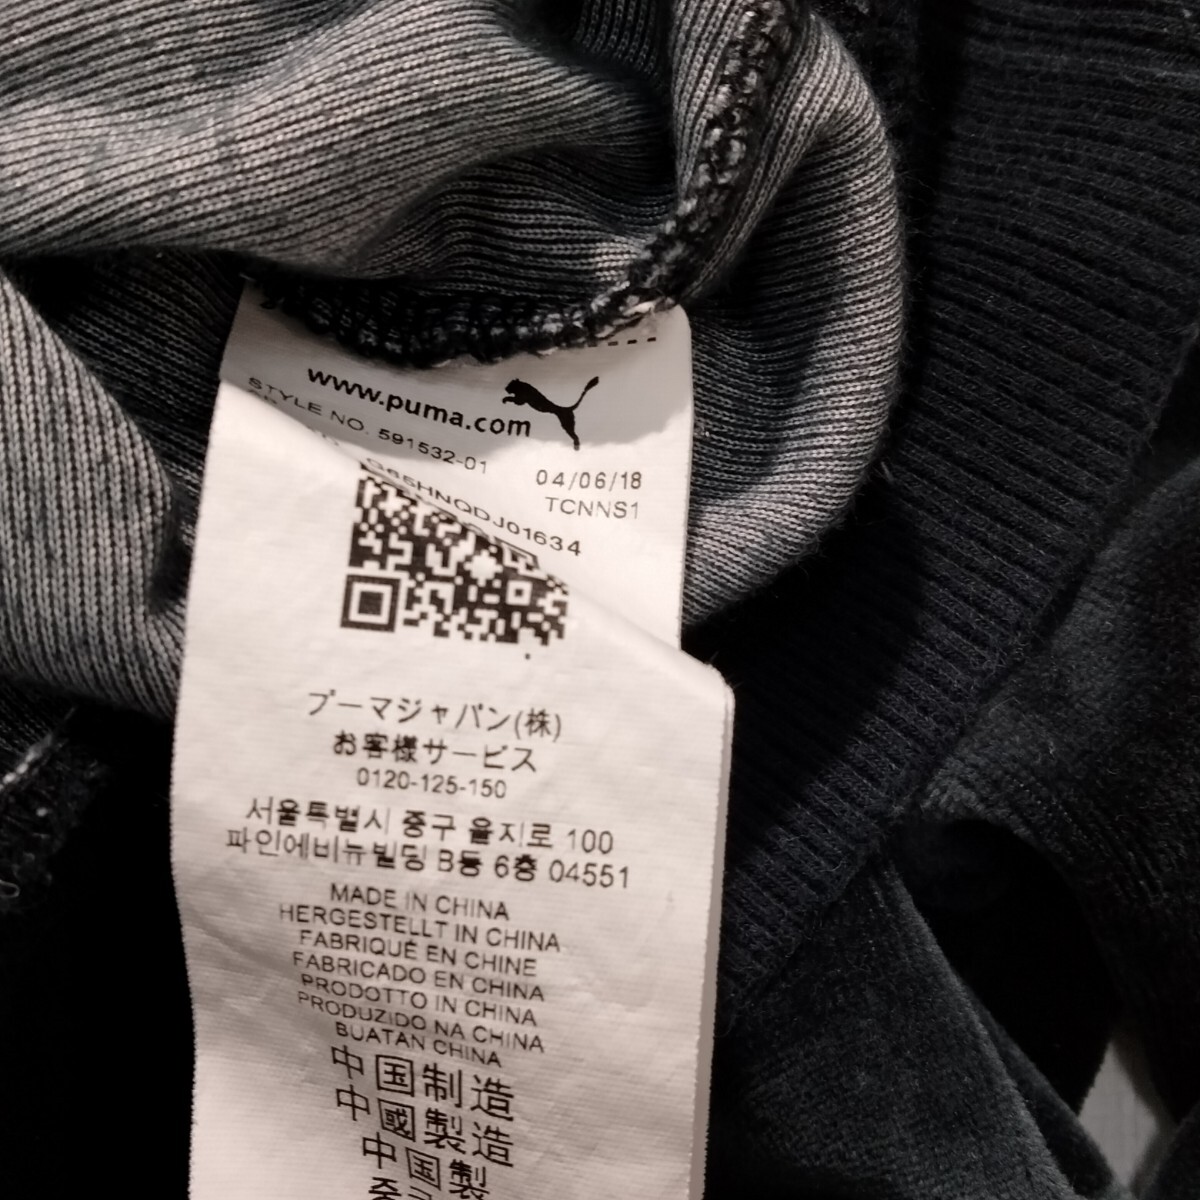 www.puma.com
STYLE NO. 591532-01
04/06/18
TCNNS1
G65HNQDJ01634
プーマジャパン(株)
お客様サービス
0120-125-150
서울특별시 중구 을지로 100
파인에비뉴빌딩 B동 6층 04551
MADE IN CHINA
HERGESTELLT IN CHINA
FABRIQUÉ EN CHINE
FABRICADO EN CHINA
PRODOTTO IN CHINA
PRODUZIDO NA CHINA
BUATAN CHINA
中国制造
中國製造
中国製